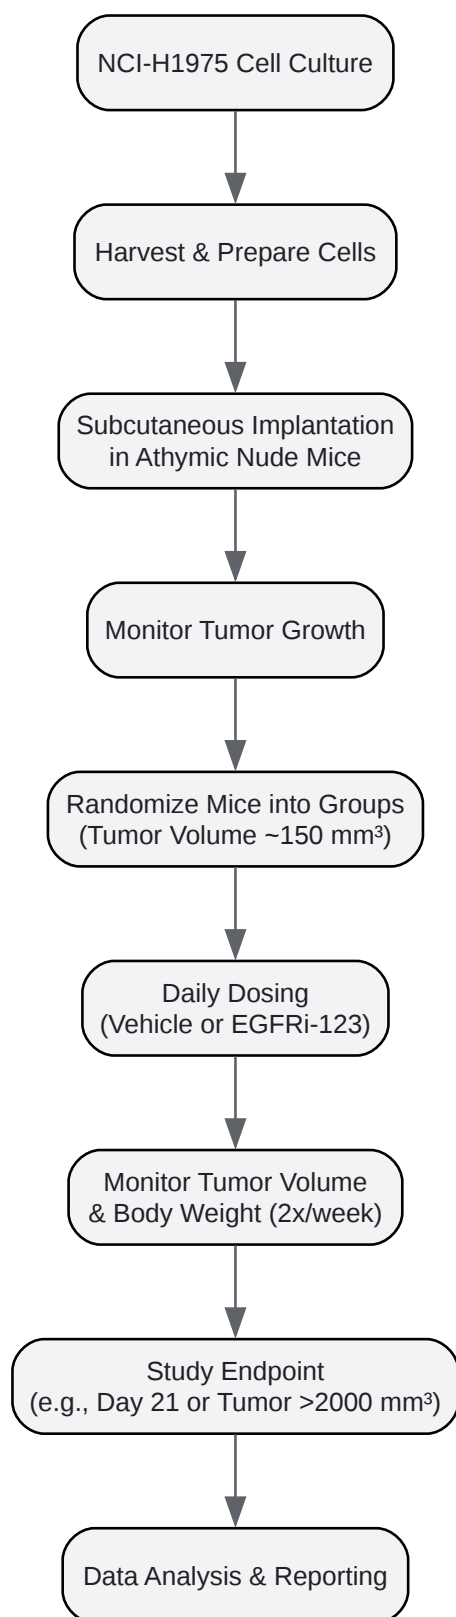 NCI-H1975 Cell Culture
Harvest & Prepare Cells
Subcutaneous Implantation
in Athymic Nude Mice
Monitor Tumor Growth
Randomize Mice into Groups
(Tumor Volume ~150 mm³)
Daily Dosing
(Vehicle or EGFRi-123)
Monitor Tumor Volume
& Body Weight (2x/week)
Study Endpoint
(e.g., Day 21 or Tumor >2000 mm³)
Data Analysis & Reporting